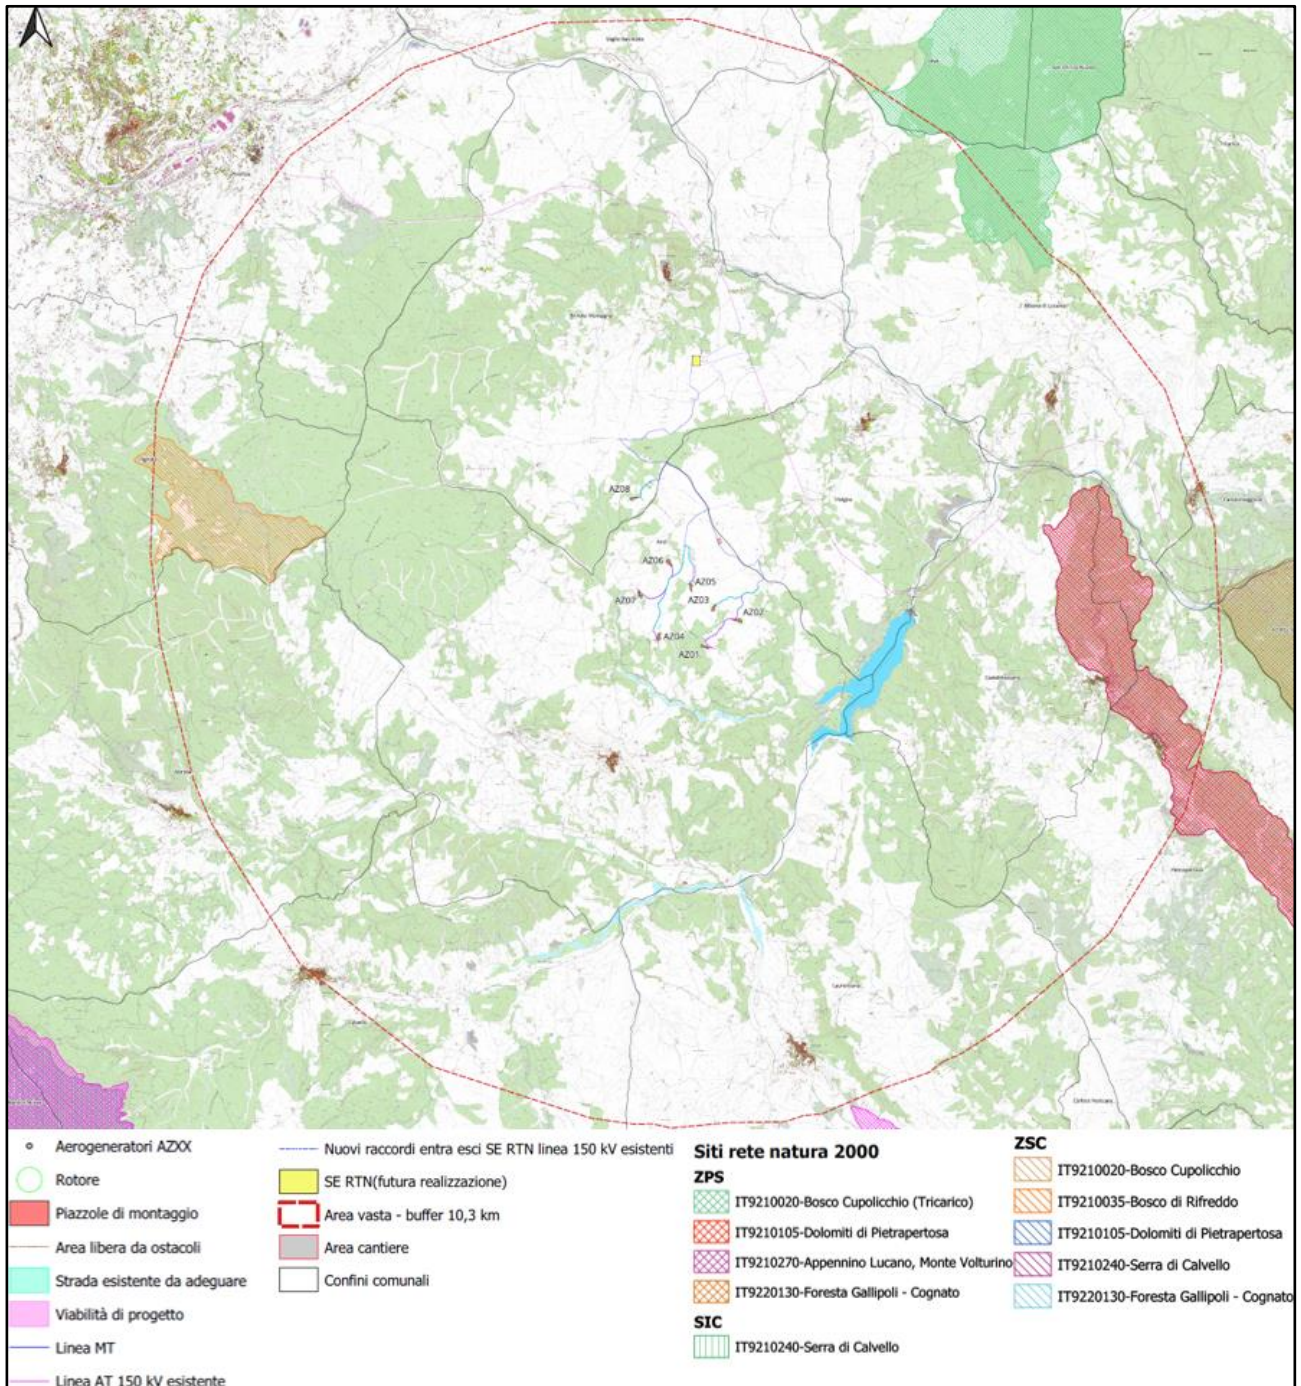 AZ08
AZ06
AZ05
AZ07
AZ03
AZ02
AZ04
AZ01
Aerogeneratori AZXX
Rotore
Piazzole di montaggio
Area libera da ostacoli
Strada esistente da adeguare
Viabilità di progetto
Linea MT
Linea AT 150 kV esistente
Nuovi raccordi entra esci SE RTN linea 150 kV esistenti
SE RTN(futura realizzazione)
Area vasta - buffer 10,3 km
Area cantiere
Confini comunali
Siti rete natura 2000
ZPS
IT9210020-Bosco Cupolicchio (Tricarico)
IT9210105-Dolomiti di Pietrapertosa
IT9210270-Appennino Lucano, Monte Volturino
IT9220130-Foresta Gallipoli - Cognato
SIC
IT9210240-Serra di Calvello
ZSC
IT9210020-Bosco Cupolicchio
IT9210035-Bosco di Rifreddo
IT9210105-Dolomiti di Pietrapertosa
IT9210240-Serra di Calvello
IT9220130-Foresta Gallipoli - Cognato